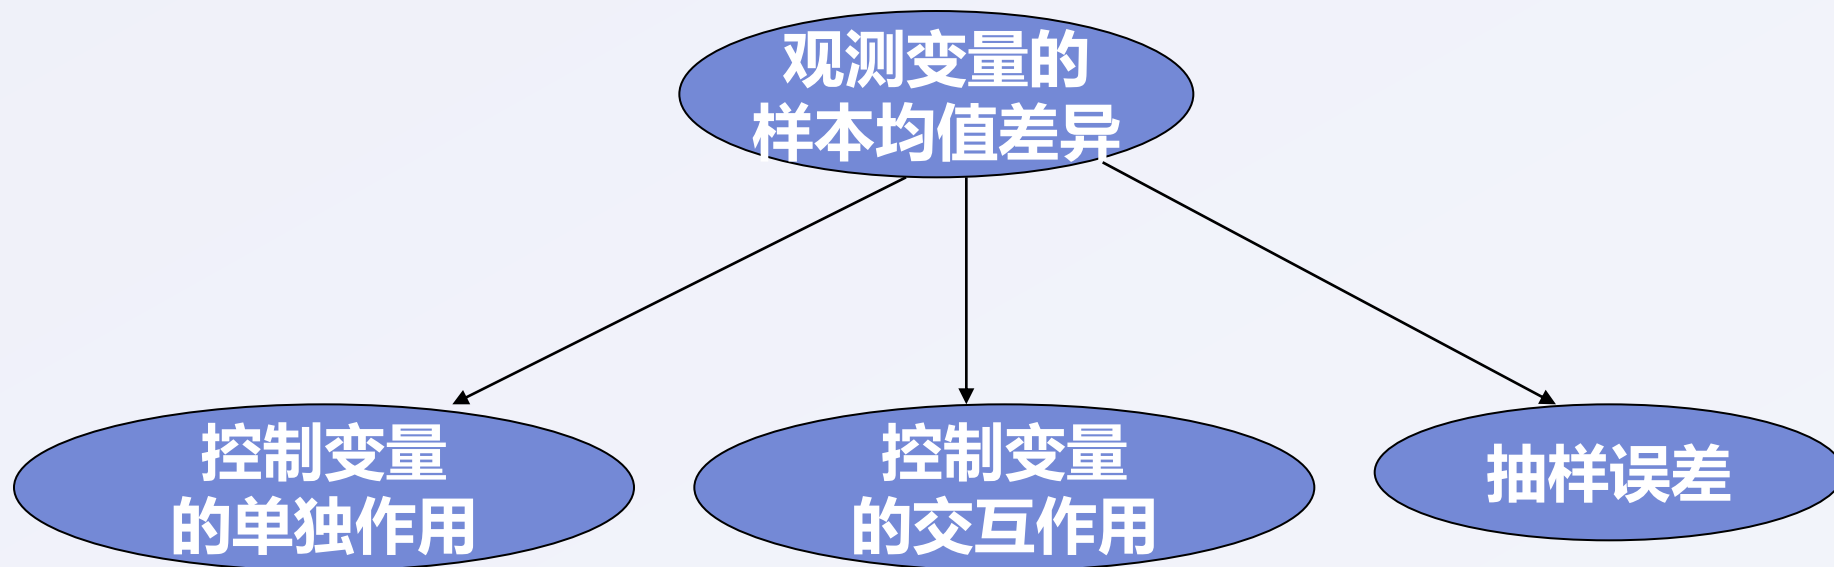 观测变量的
样本均值差异
控制变量
的单独作用
控制变量
的交互作用
抽样误差